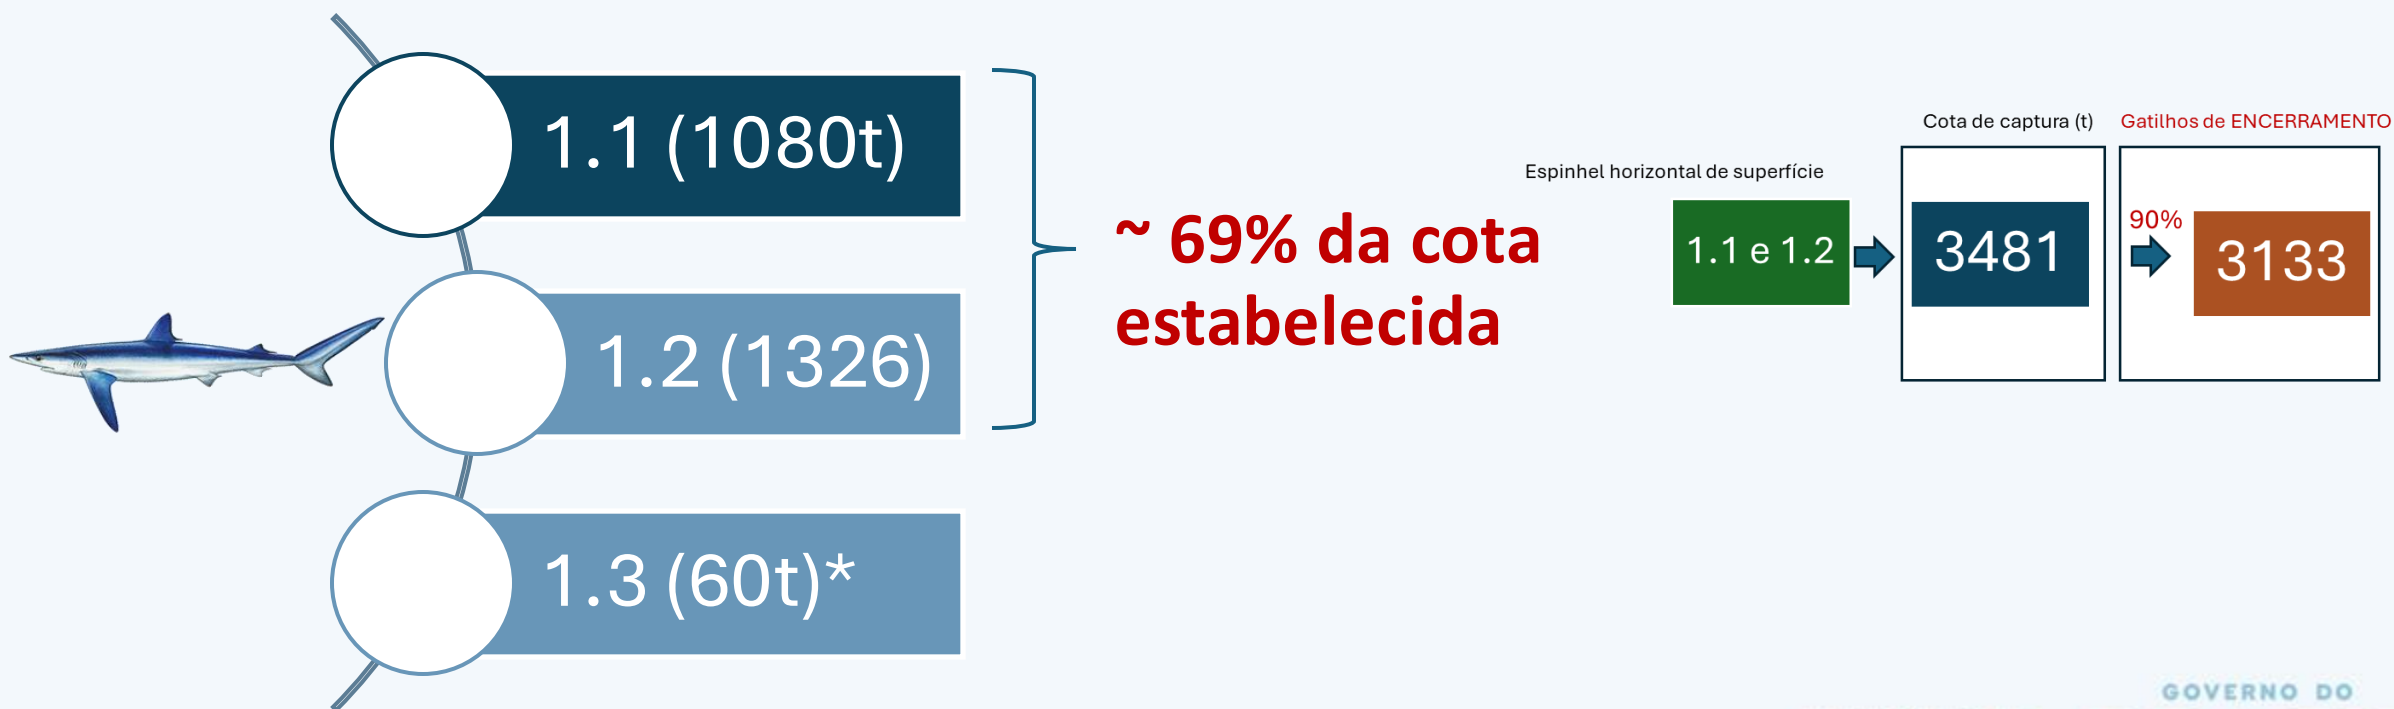 1.1 (1080t)
1.2 (1326)
1.3 (60t)*
~ 69% da cota
estabelecida
Espinhel horizontal de superfície
1.1 e 1.2
Cota de captura (t)
3481
Gatilhos de ENCERRAMENTO
90%
3133
GOVERNO DO